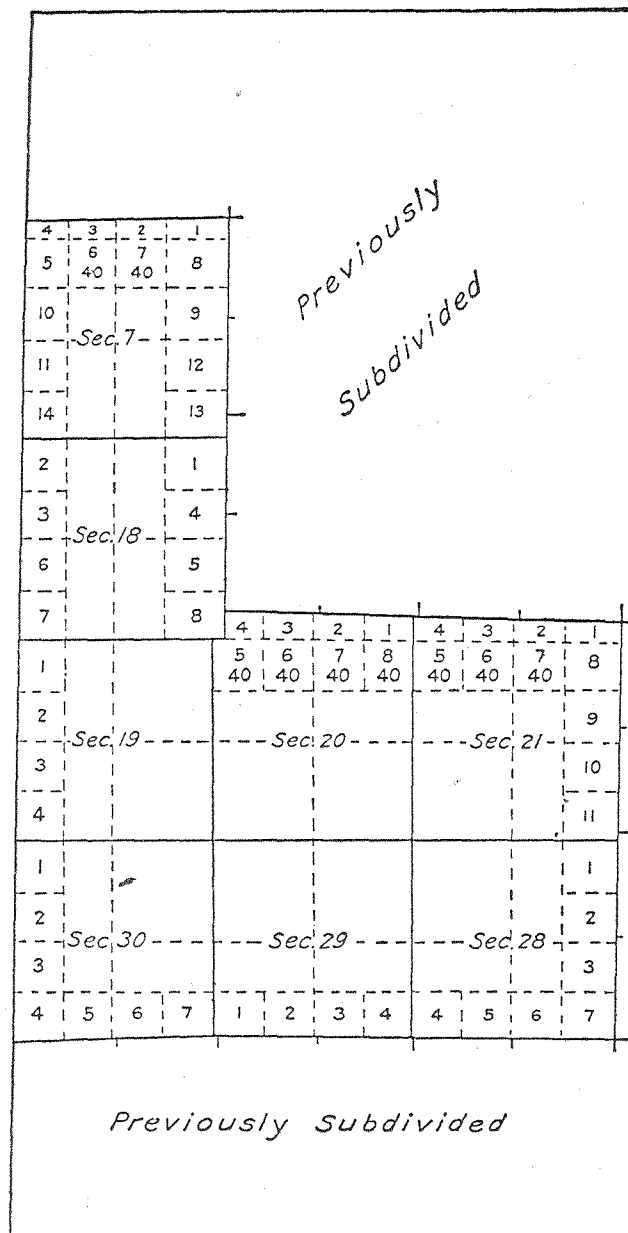 Previously
Subdivided
4 3 2 1
5 6 7 8
40 40
10 9
Sec. 7
11 12
14 13
2 1
3 4
Sec. 18
6 5
7 8
4 3 2 1 4 3 2 1
1 5 6 7 8 5 6 7 8
40 40 40 40 40 40 40
2 9
Sec. 19 Sec. 20 Sec. 21
3 10
4 11
1 1
2 2
Sec. 30 Sec. 29 Sec. 28
3 3
4 5 6 7 1 2 3 4 4 5 6 7
Previously Subdivided